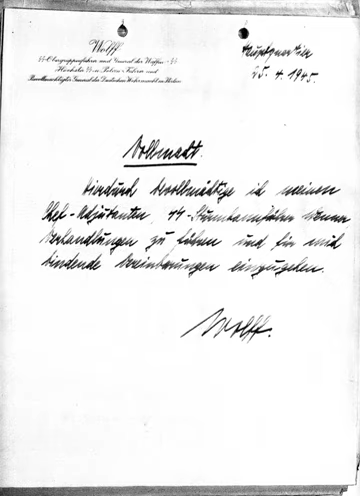 Wolff
SS-Obergruppenführer und General der Waffen-SS
Höchster SS- u. Polizei-Führer und
Bevollmächtigter General der Deutschen Wehrmacht in Italien
Hauptquartier
25. 4. 1945.
Vollmacht.
Hierdurch bevollmächtige ich meinen
Chef-Adjutanten, SS-Sturmbannführer Wenner
Verhandlungen zu führen und für mich
bindende Vereinbarungen einzugehen.
Wolff.